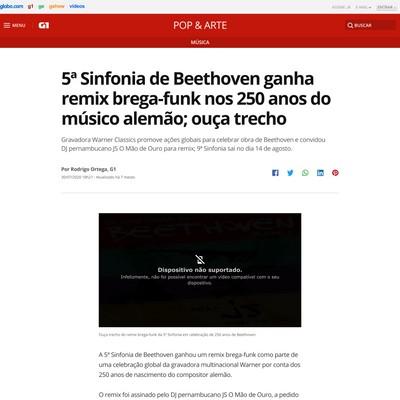 globo.com g1 ge gshow vídeos
ASSINE JÁ E-MAIL ENTRAR
MENU G1 POP & ARTE BUSCAR
MÚSICA
5ª Sinfonia de Beethoven ganha
remix brega-funk nos 250 anos do
músico alemão; ouça trecho
Gravadora Warner Classics promove ações globais para celebrar obra de Beethoven e convidou
DJ pernambucano JS O Mão de Ouro para remix; 9ª Sinfonia sai no dia 14 de agosto.
Por Rodrigo Ortega, G1
30/07/2020 18h21 · Atualizado há 7 meses
Dispositivo não suportado.
Infelizmente, não foi possível encontrar um vídeo compatível com o seu
dispositivo.
Ouça trecho do remix brega-funk da 5ª Sinfonia em celebração de 250 anos de Beethoven
A 5ª Sinfonia de Beethoven ganhou um remix brega-funk como parte de
uma celebração global da gravadora multinacional Warner por conta dos
250 anos de nascimento do compositor alemão.
O remix foi assinado pelo DJ pernambucano JS O Mão de Ouro, a pedido